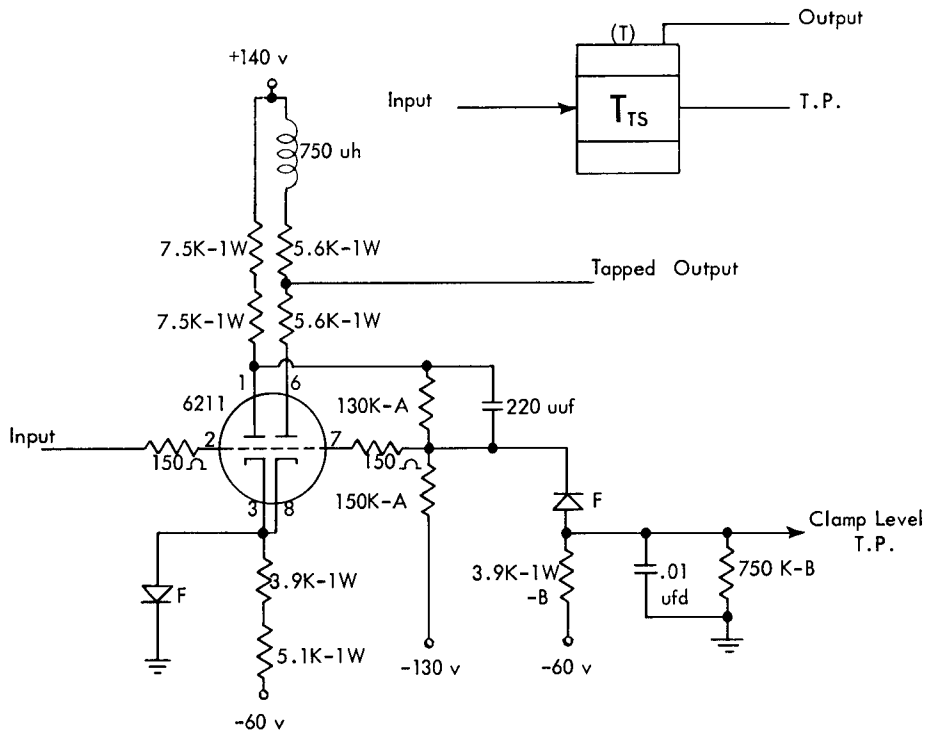 Output
(T)
+140 v
Input
T_TS
T.P.
750 uh
7.5K-1W
5.6K-1W
Tapped Output
7.5K-1W
5.6K-1W
1
6
6211
130K-A
220 uuf
Input
2
7
150Ω
150Ω
150K-A
3
8
F
Clamp Level
T.P.
3.9K-1W
F
3.9K-1W
-B
.01
ufd
750 K-B
5.1K-1W
-130 v
-60 v
-60 v